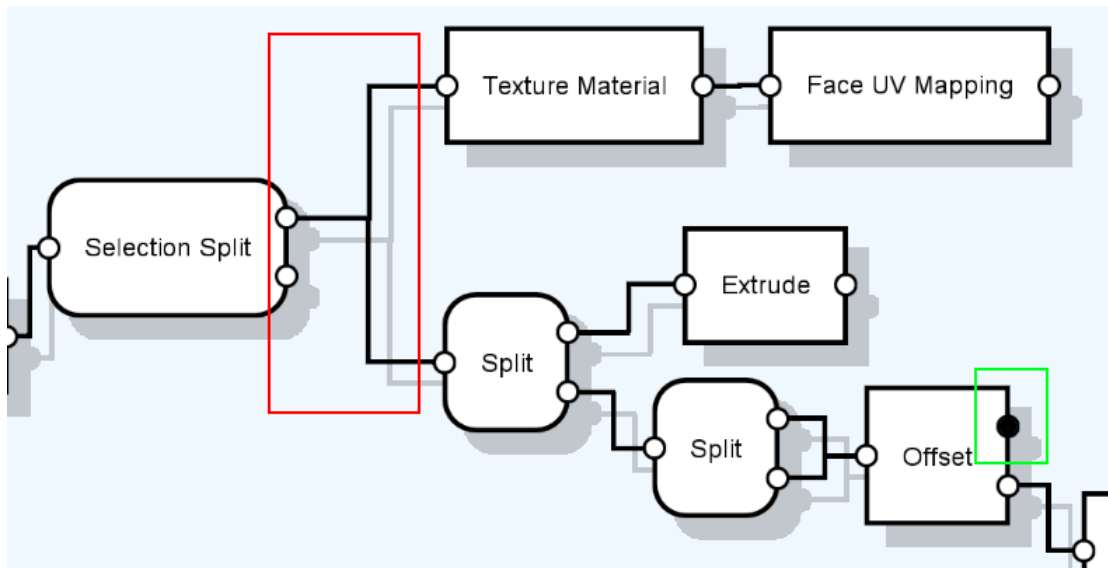 Texture Material
Face UV Mapping
Selection Split
Extrude
Split
Split
Offset